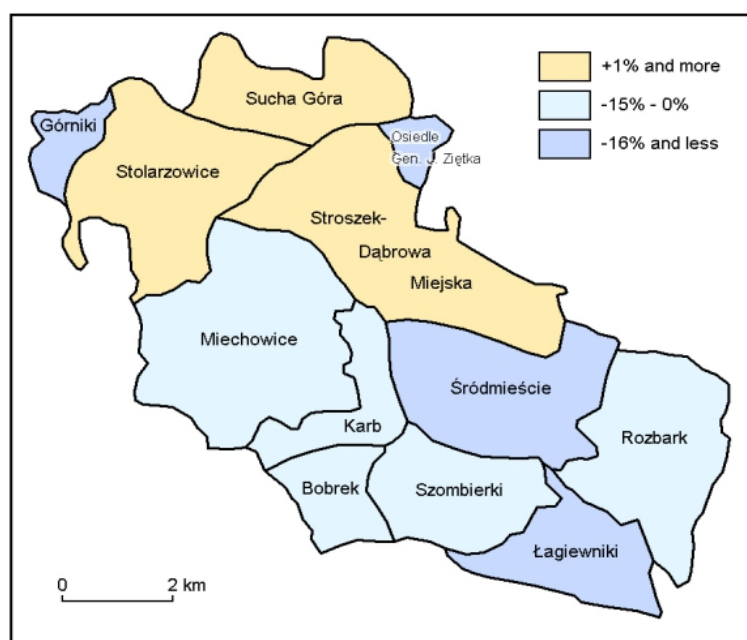 +1% and more
-15% - 0%
-16% and less
Sucha Góra
Górniki
Osiedle
Gen. J. Ziętka
Stolarzowice
Stroszek-
Dąbrowa
Miejska
Miechowice
Śródmieście
Karb
Rozbark
Bobrek
Szombierki
Łagiewniki
0 2 km